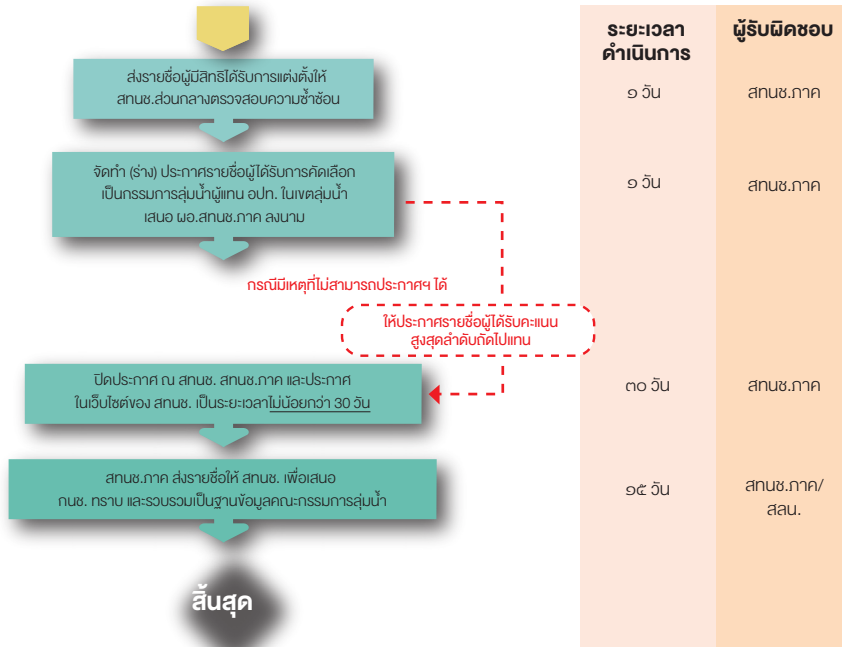 ระยะเวลา
ดำเนินการ
ผู้รับผิดชอบ
ส่งรายชื่อผู้มีสิทธิได้รับการแต่งตั้งให้
สทนช.ส่วนกลางตรวจสอบความซ้ำซ้อน
๑ วัน
สทนช.ภาค
จัดทำ (ร่าง) ประกาศรายชื่อผู้ได้รับการคัดเลือก
เป็นกรรมการลุ่มน้ำผู้แทน อปท. ในเขตลุ่มน้ำ
เสนอ ผอ.สทนช.ภาค ลงนาม
๑ วัน
สทนช.ภาค
กรณีมีเหตุที่ไม่สามารถประกาศฯ ได้
ให้ประกาศรายชื่อผู้ได้รับคะแนน
สูงสุดลำดับถัดไปแทน
ปิดประกาศ ณ สทนช. สทนช.ภาค และประกาศ
ในเว็บไซต์ของ สทนช. เป็นระยะเวลาไม่น้อยกว่า 30 วัน
๓๐ วัน
สทนช.ภาค
สทนช.ภาค ส่งรายชื่อให้ สทนช. เพื่อเสนอ
กนช. ทราบ และรวบรวมเป็นฐานข้อมูลคณะกรรมการลุ่มน้ำ
๑๕ วัน
สทนช.ภาค/
สลน.
สิ้นสุด